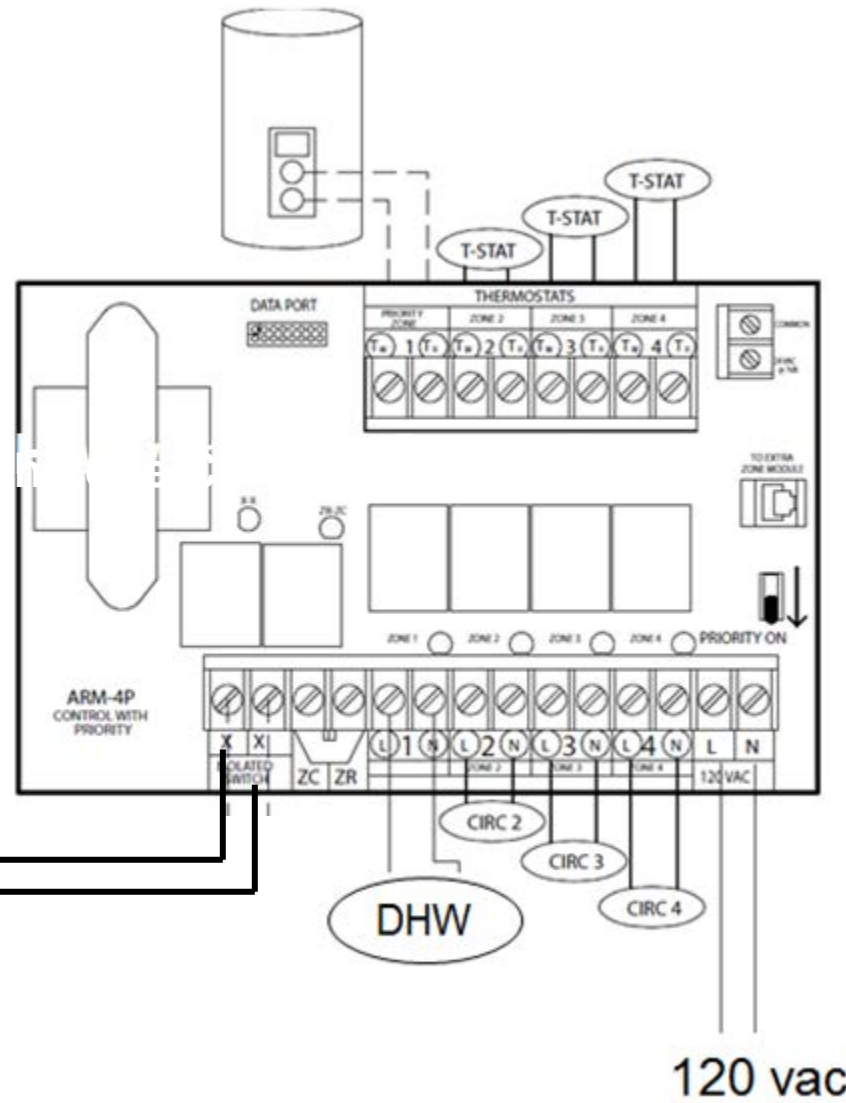 T-STAT
T-STAT
T-STAT
THERMOSTATS
DATA PORT
PRIORITY ZONE
ZONE 2
ZONE 3
ZONE 4
COMMON
1
2
3
4
TO EXTRA
ZONE MODULE
X-X
ZR-ZC
ZONE 1
ZONE 2
ZONE 3
ZONE 4
PRIORITY ON
ARM-4P
CONTROL WITH
PRIORITY
X X
ISOLATED
SWITCH
ZC ZR
L 1 N
L 2 N
L 3 N
L 4 N
L N
ZONE 2
ZONE 3
ZONE 4
120 VAC
CIRC 2
CIRC 3
CIRC 4
DHW
120 vac